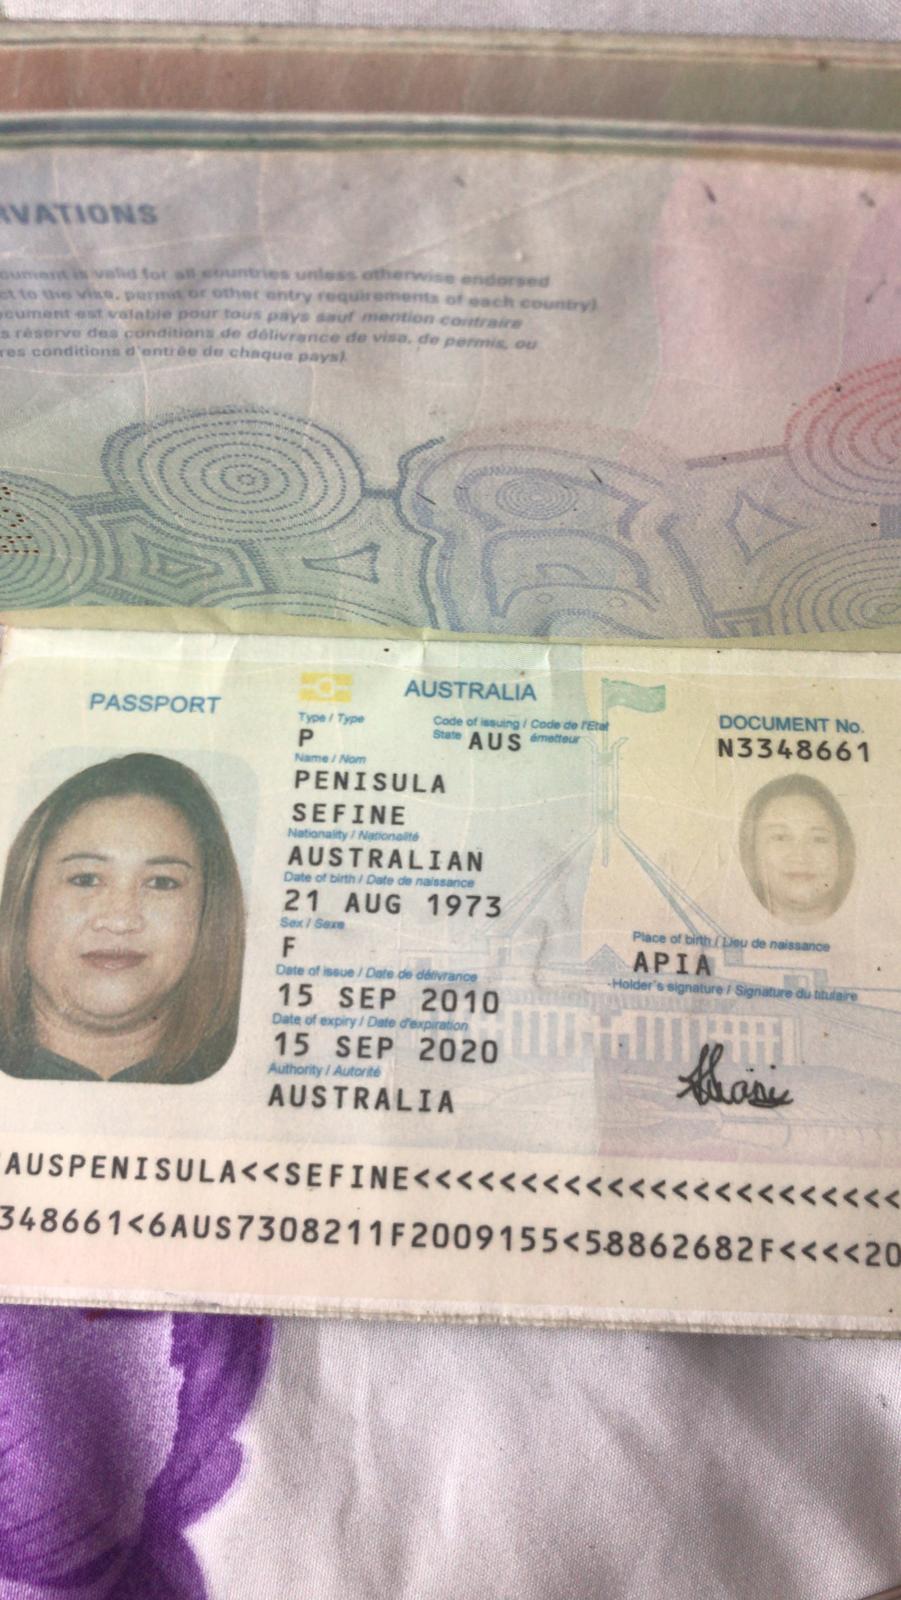 RVATIONS
ocument is valid for all countries unless otherwise endorsed
ct to the visa, permit or other entry requirements of each country).
ocument est valable pour tous pays sauf mention contraire
s réserve des conditions de délivrance de visa, de permis, ou
res conditions d'entrée de chaque pays).
PASSPORT
AUSTRALIA
Type / Type
P
Code of issuing / Code de l'Etat
State AUS émetteur
DOCUMENT No.
N3348661
Name / Nom
PENISULA
SEFINE
Nationality / Nationalité
AUSTRALIAN
Date of birth / Date de naissance
21 AUG 1973
Sex / Sexe
F
Place of birth / Lieu de naissance
APIA
Date of issue / Date de délivrance
15 SEP 2010
Holder's signature / Signature du titulaire
Date of expiry / Date d'expiration
15 SEP 2020
Authority / Autorité
AUSTRALIA
AUSPENISULA<<SEFINE<<<<<<<<<<<<<<<<<<<<<<<
348661<6AUS7308211F2009155<58862682F<<<<20